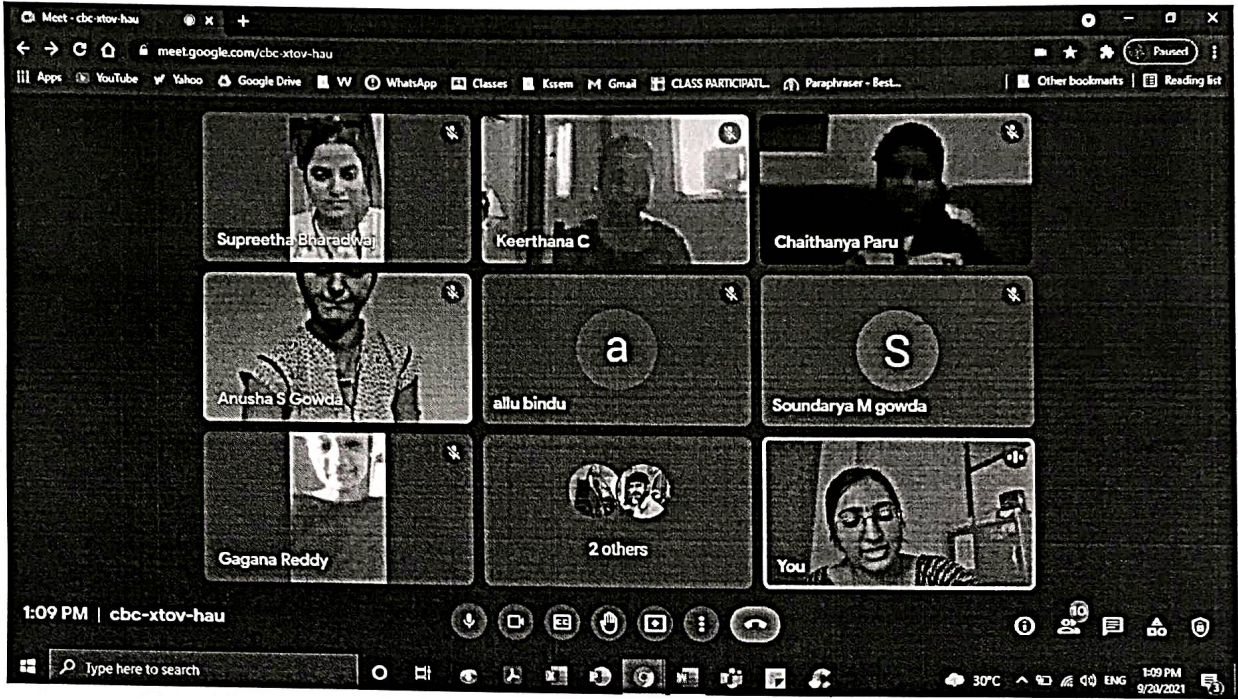 Meet - cbc-xtov-hau
meet.google.com/cbc-xtov-hau
Paused
Apps YouTube Yahoo Google Drive VV WhatsApp Classes Kssem Gmail CLASS PARTICIPATI... Paraphraser - Best... Other bookmarks Reading list
Supreetha Bharadwaj
Keerthana C
Chaithanya Paru
Anusha S Gowda
a
allu bindu
S
Soundarya M gowda
Gagana Reddy
2 others
You
1:09 PM | cbc-xtov-hau
CC
10
Type here to search
30°C
ENG
1:09 PM
9/20/2021
3